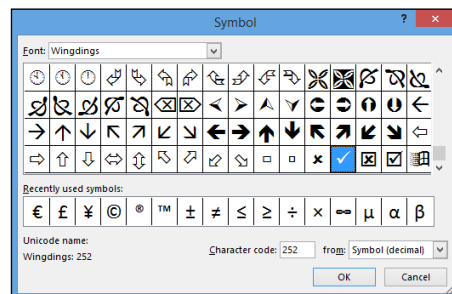 Symbol ? ×
Font: Wingdings
Recently used symbols:
€ £ ¥ © ® ™ ± ≠ ≤ ≥ ÷ × ∞ µ α β
Unicode name:
Wingdings: 252
Character code: 252 from: Symbol (decimal)
OK Cancel